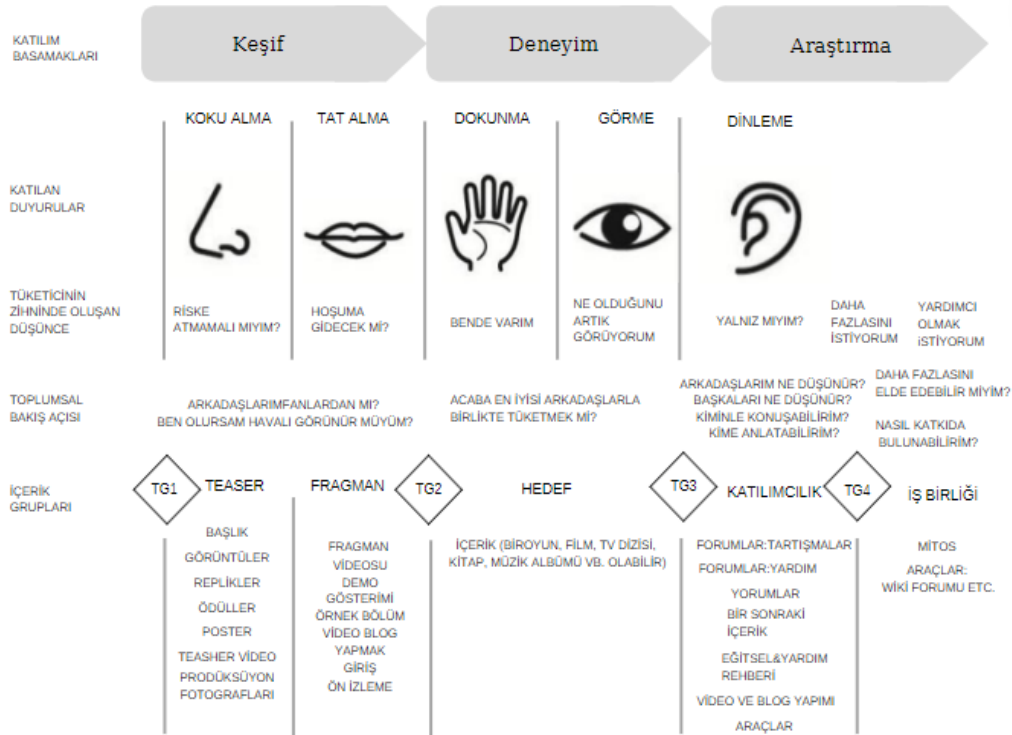 KATILIM
BASAMAKLARI
Keşif
Deneyim
Araştırma
KOKU ALMA
TAT ALMA
DOKUNMA
GÖRME
DİNLEME
KATILAN
DUYURULAR
TÜKETİCİNİN
ZİHNİNDE OLUŞAN
DÜŞÜNCE
RİSKE
ATMAMALI MIYIM?
HOŞUMA
GİDECEK Mİ?
BENDE VARIM
NE OLDUĞUNU
ARTIK
GÖRÜYORUM
YALNIZ MIYIM?
DAHA
FAZLASINI
İSTİYORUM
YARDIMCI
OLMAK
iSTİYORUM
TOPLUMSAL
BAKIŞ AÇISI
ARKADAŞLARIMFANLARDAN MI?
BEN OLURSAM HAVALI GÖRÜNÜR MÜYÜM?
ACABA EN İYİSİ ARKADAŞLARLA
BİRLİKTE TÜKETMEK Mİ?
ARKADAŞLARIM NE DÜŞÜNÜR?
BAŞKALARI NE DÜŞÜNÜR?
KİMİNLE KONUŞABİLİRİM?
KİME ANLATABİLİRİM?
DAHA FAZLASINI
ELDE EDEBİLİR MİYİM?
NASIL KATKIDA
BULUNABİLİRİM?
İÇERİK
GRUPLARI
TG1
TEASER
FRAGMAN
TG2
HEDEF
TG3
KATILIMCILIK
TG4
İŞ BİRLİĞİ
BAŞLIK
GÖRÜNTÜLER
REPLİKLER
ÖDÜLLER
POSTER
TEASHER VİDEO
PRODÜKSÜYON
FOTOGRAFLARI
FRAGMAN
VİDEOSU
DEMO
GÖSTERİMİ
ÖRNEK BÖLÜM
VİDEO BLOG
YAPMAK
GİRİŞ
ÖN İZLEME
İÇERİK (BİROYUN, FİLM, TV DİZİSİ,
KİTAP, MÜZİK ALBÜMÜ VB. OLABİLİR)
FORUMLAR:TARTIŞMALAR
FORUMLAR:YARDIM
YORUMLAR
BİR SONRAKİ
İÇERİK
EĞİTSEL&YARDIM
REHBERİ
VİDEO VE BLOG YAPIMI
ARAÇLAR
MİTOS
ARAÇLAR:
WİKİ FORUMU ETC.